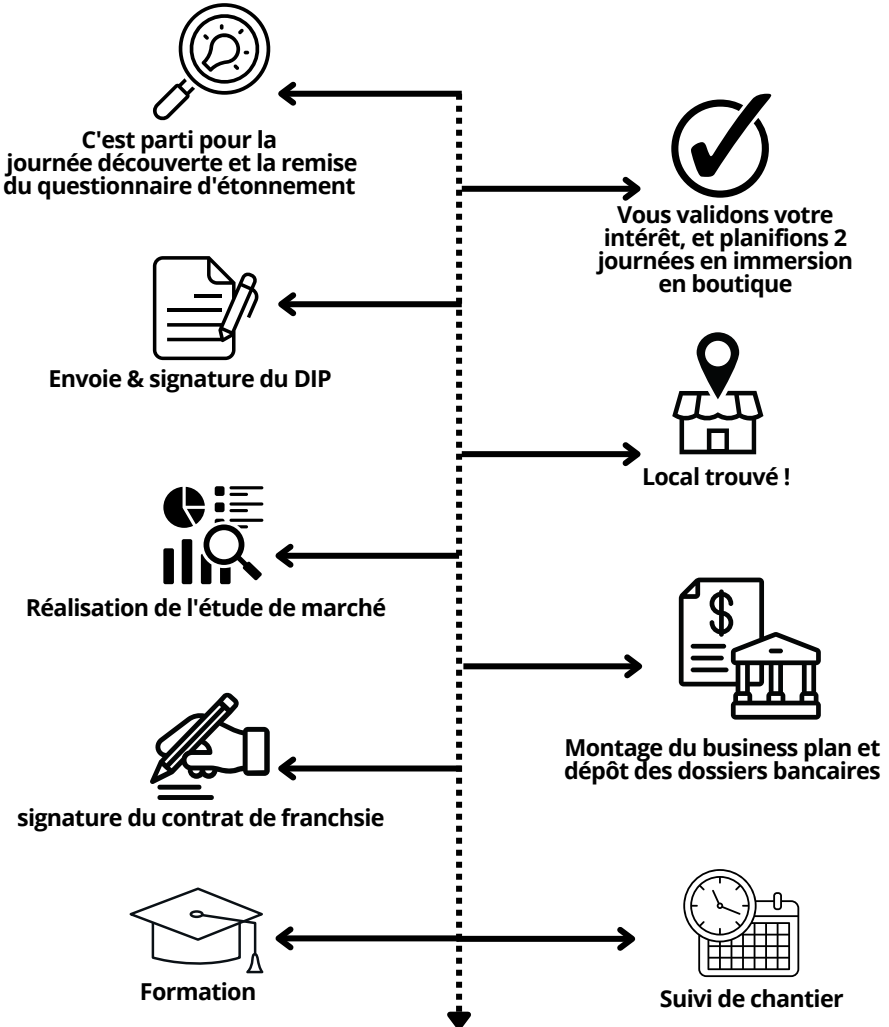 C'est parti pour la
journée découverte et la remise
du questionnaire d'étonnement
Vous validons votre
intérêt, et planifions 2
journées en immersion
en boutique
Envoie & signature du DIP
Local trouvé !
Réalisation de l'étude de marché
$
Montage du business plan et
dépôt des dossiers bancaires
signature du contrat de franchsie
Formation
Suivi de chantier